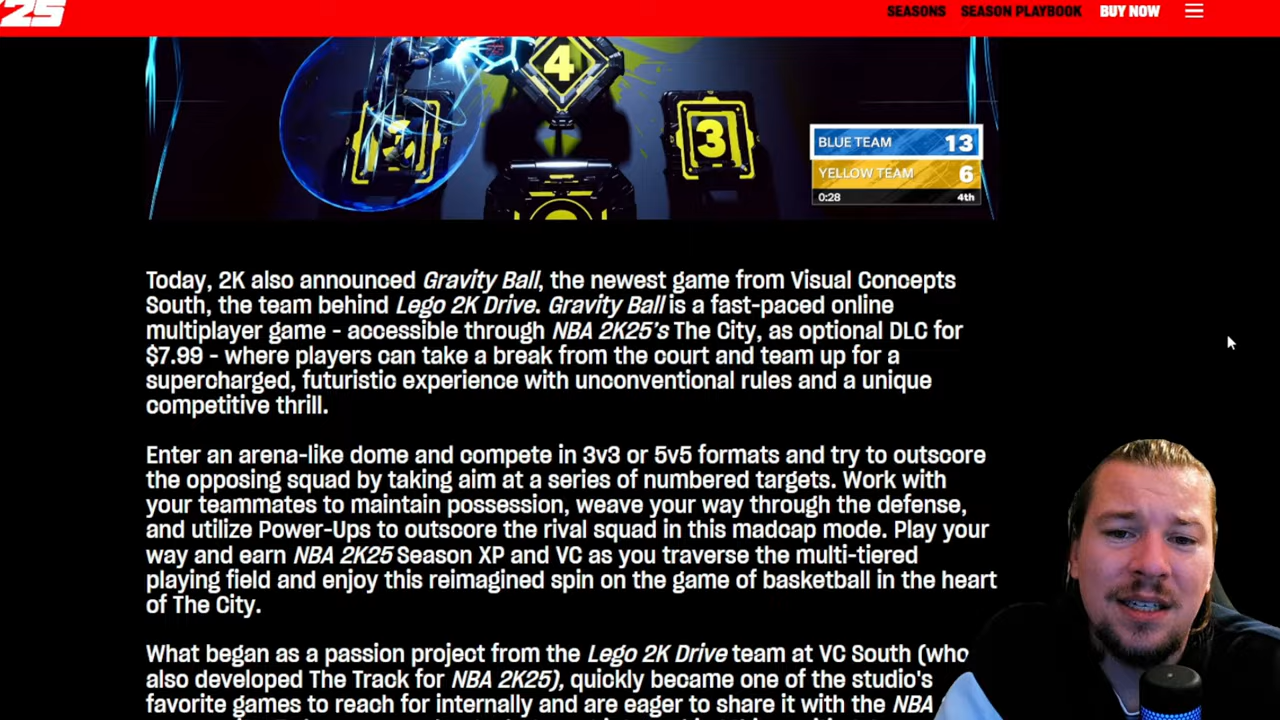 '25
SEASONS SEASON PLAYBOOK BUY NOW
4
3
BLUE TEAM 13
YELLOW TEAM 6
0:28 4th
Today, 2K also announced Gravity Ball, the newest game from Visual Concepts
South, the team behind Lego 2K Drive. Gravity Ball is a fast-paced online
multiplayer game - accessible through NBA 2K25's The City, as optional DLC for
$7.99 - where players can take a break from the court and team up for a
supercharged, futuristic experience with unconventional rules and a unique
competitive thrill.
Enter an arena-like dome and compete in 3v3 or 5v5 formats and try to outscore
the opposing squad by taking aim at a series of numbered targets. Work with
your teammates to maintain possession, weave your way through the defense,
and utilize Power-Ups to outscore the rival squad in this madcap mode. Play your
way and earn NBA 2K25 Season XP and VC as you traverse the multi-tiered
playing field and enjoy this reimagined spin on the game of basketball in the heart
of The City.
What began as a passion project from the Lego 2K Drive team at VC South (who
also developed The Track for NBA 2K25), quickly became one of the studio's
favorite games to reach for internally and are eager to share it with the NBA